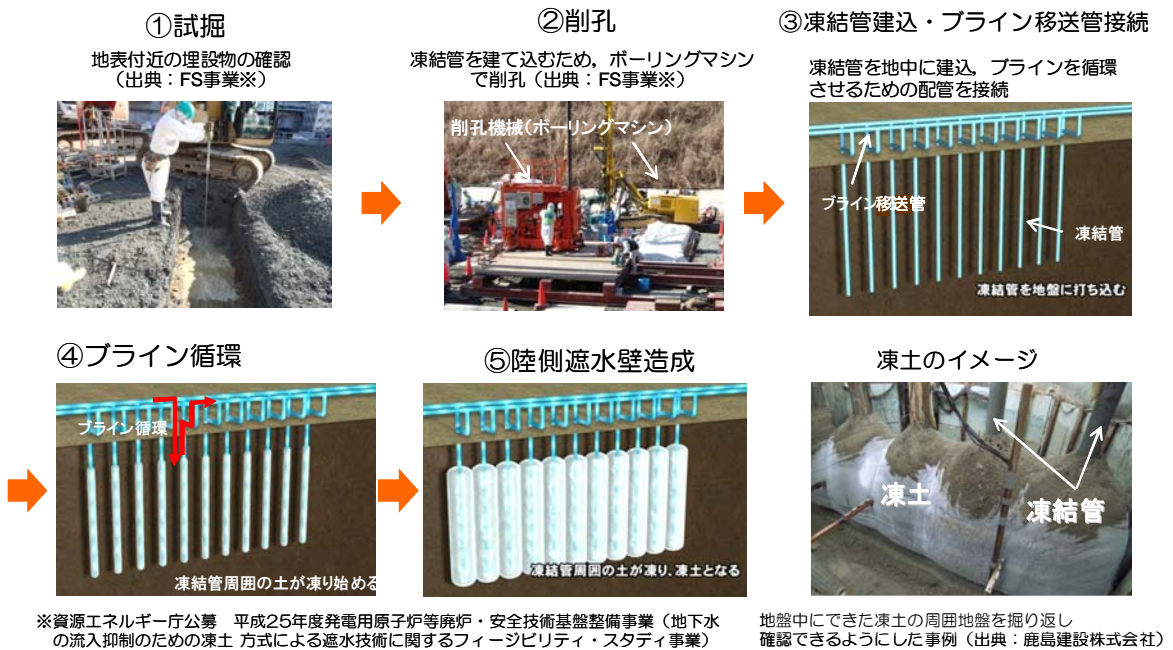 ①試掘
地表付近の埋設物の確認
（出典：FS事業※）
②削孔
凍結管を建て込むため，ボーリングマシン
で削孔（出典：FS事業※）
削孔機械（ボーリングマシン）
③凍結管建込・ブライン移送管接続
凍結管を地中に建込，ブラインを循環
させるための配管を接続
ブライン移送管
凍結管
凍結管を地盤に打ち込む
④ブライン循環
ブライン循環
凍結管周囲の土が凍り始める
⑤陸側遮水壁造成
凍結管周囲の土が凍り、凍土となる
凍土のイメージ
凍土
凍結管
※資源エネルギー庁公募　平成25年度発電用原子炉等廃炉・安全技術基盤整備事業（地下水
の流入抑制のための凍土 方式による遮水技術に関するフィージビリティ・スタディ事業）
地盤中にできた凍土の周囲地盤を掘り返し
確認できるようにした事例（出典：鹿島建設株式会社）